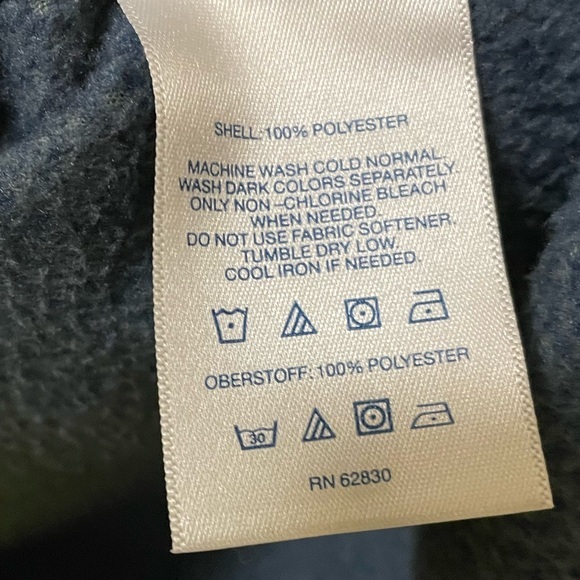 SHELL: 100% POLYESTER
MACHINE WASH COLD NORMAL.
WASH DARK COLORS SEPARATELY.
ONLY NON-CHLORINE BLEACH
WHEN NEEDED.
DO NOT USE FABRIC SOFTENER.
TUMBLE DRY LOW.
COOL IRON IF NEEDED.
OBERSTOFF: 100% POLYESTER
30
RN 62830